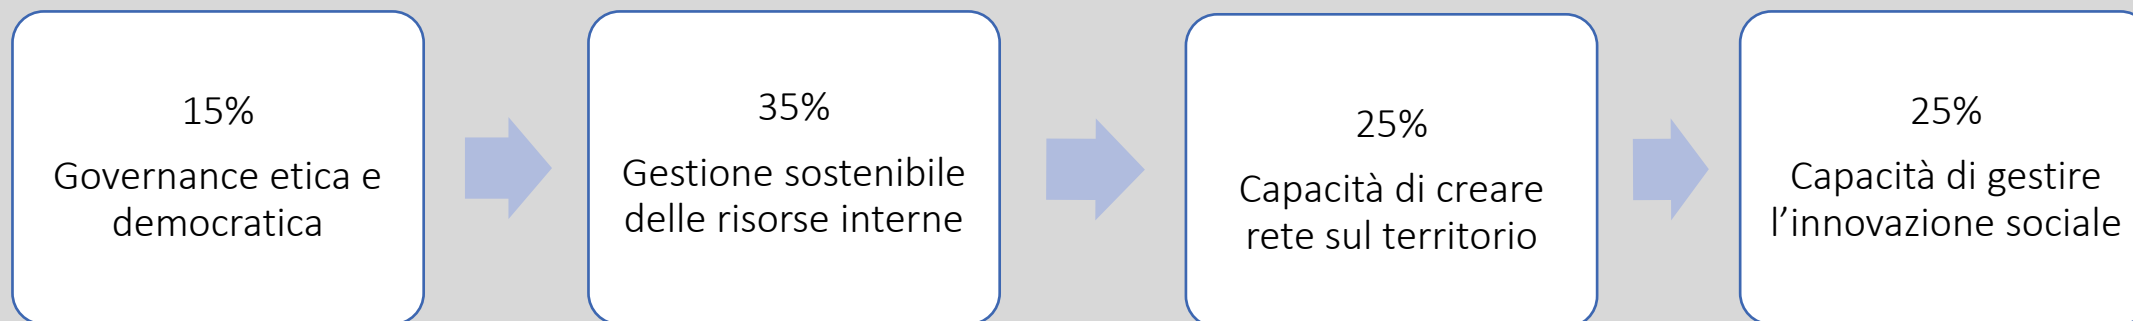 15%
Governance etica e
democratica
35%
Gestione sostenibile
delle risorse interne
25%
Capacità di creare
rete sul territorio
25%
Capacità di gestire
l’innovazione sociale